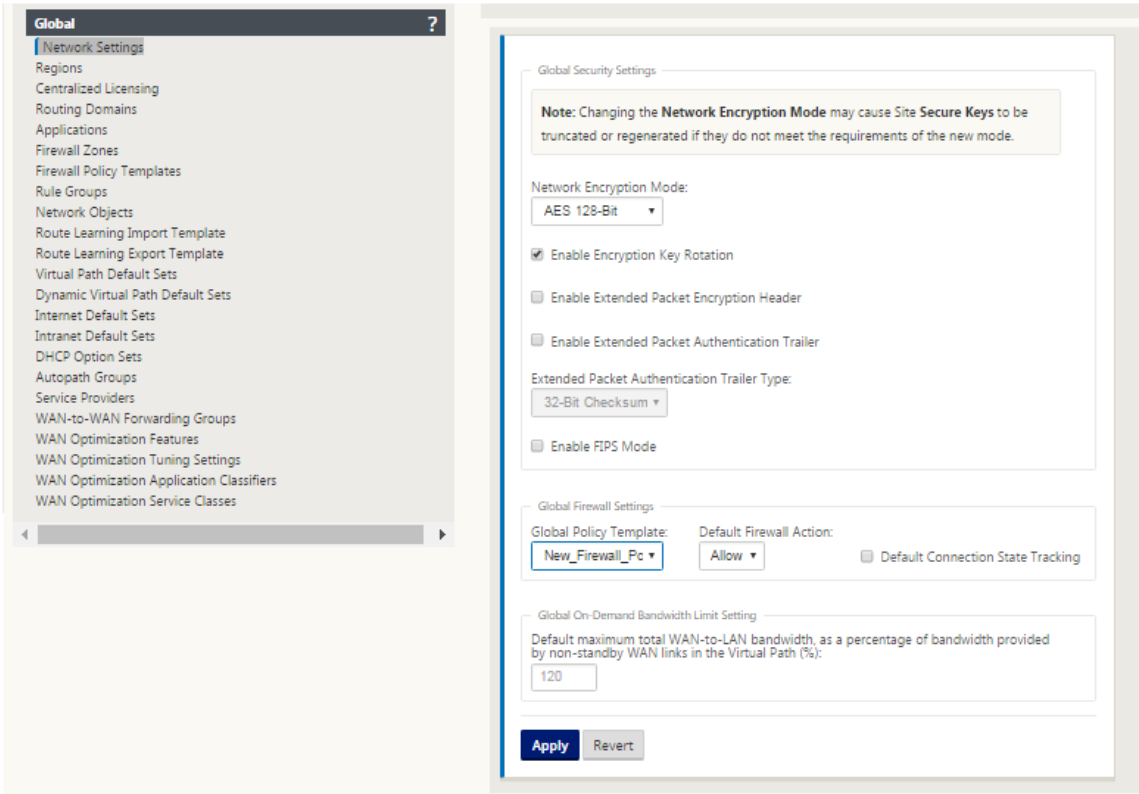 Global ?
Network Settings
Regions
Centralized Licensing
Routing Domains
Applications
Firewall Zones
Firewall Policy Templates
Rule Groups
Network Objects
Route Learning Import Template
Route Learning Export Template
Virtual Path Default Sets
Dynamic Virtual Path Default Sets
Internet Default Sets
Intranet Default Sets
DHCP Option Sets
Autopath Groups
Service Providers
WAN-to-WAN Forwarding Groups
WAN Optimization Features
WAN Optimization Tuning Settings
WAN Optimization Application Classifiers
WAN Optimization Service Classes
Global Security Settings
Note: Changing the Network Encryption Mode may cause Site Secure Keys to be
truncated or regenerated if they do not meet the requirements of the new mode.
Network Encryption Mode:
AES 128-Bit
Enable Encryption Key Rotation
Enable Extended Packet Encryption Header
Enable Extended Packet Authentication Trailer
Extended Packet Authentication Trailer Type:
32-Bit Checksum
Enable FIPS Mode
Global Firewall Settings
Global Policy Template: Default Firewall Action:
New_Firewall_Pc Allow Default Connection State Tracking
Global On-Demand Bandwidth Limit Setting
Default maximum total WAN-to-LAN bandwidth, as a percentage of bandwidth provided
by non-standby WAN links in the Virtual Path (%):
120
Apply Revert